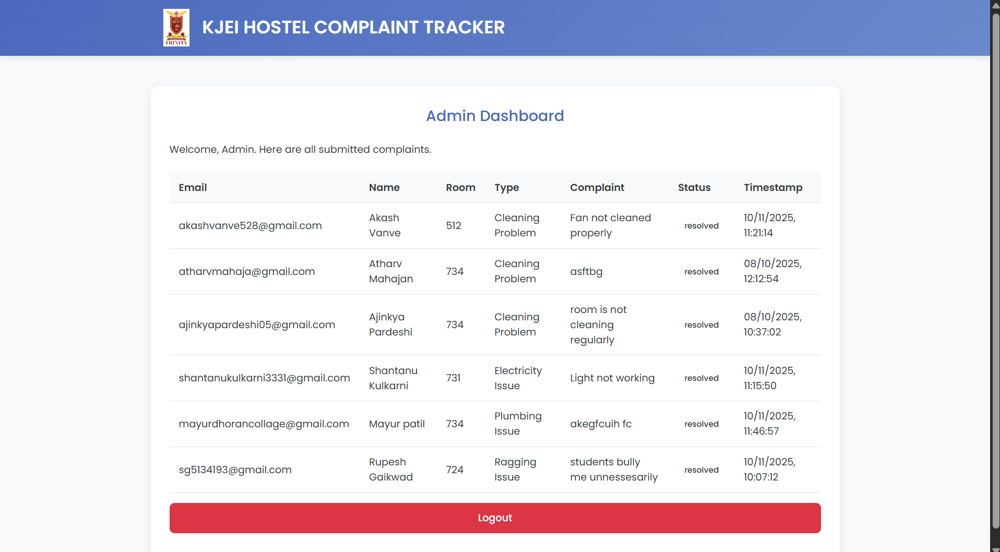 TRINITY
KJEI HOSTEL COMPLAINT TRACKER
Admin Dashboard
Welcome, Admin. Here are all submitted complaints.
Email Name Room Type Complaint Status Timestamp
akashvanve528@gmail.com Akash Vanve 512 Cleaning Problem Fan not cleaned properly resolved 10/11/2025, 11:21:14
atharvmahaja@gmail.com Atharv Mahajan 734 Cleaning Problem asftbg resolved 08/10/2025, 12:12:54
ajinkyapardeshi05@gmail.com Ajinkya Pardeshi 734 Cleaning Problem room is not cleaning regularly resolved 08/10/2025, 10:37:02
shantanukulkarni3331@gmail.com Shantanu Kulkarni 731 Electricity Issue Light not working resolved 10/11/2025, 11:15:50
mayurdhorancollage@gmail.com Mayur patil 734 Plumbing Issue akegfcuih fc resolved 10/11/2025, 11:46:57
sg5134193@gmail.com Rupesh Gaikwad 724 Ragging Issue students bully me unnessesarily resolved 10/11/2025, 10:07:12
Logout